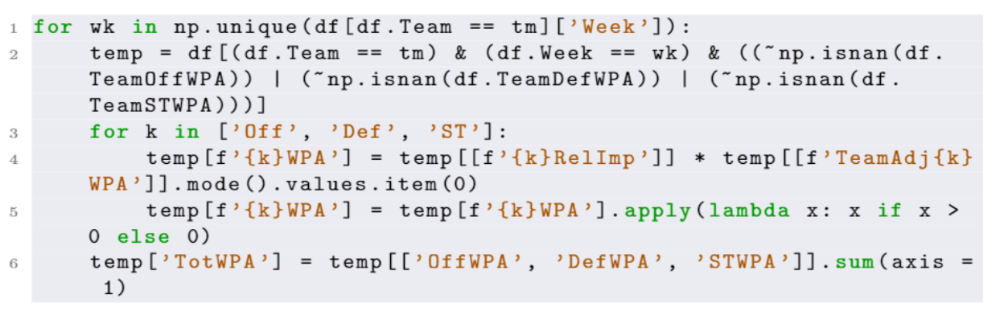 1 for wk in np.unique(df[df.Team == tm]['Week']):
2 temp = df[(df.Team == tm) & (df.Week == wk) & ((~np.isnan(df.
TeamOffWPA)) | (~np.isnan(df.TeamDefWPA)) | (~np.isnan(df.
TeamSTWPA)))]
3 for k in ['Off', 'Def', 'ST']:
4 temp[f'{k}WPA'] = temp[[f'{k}RelImp']] * temp[[f'TeamAdj{k}
WPA']].mode().values.item(0)
5 temp[f'{k}WPA'] = temp[f'{k}WPA'].apply(lambda x: x if x >
0 else 0)
6 temp['TotWPA'] = temp[['OffWPA', 'DefWPA', 'STWPA']].sum(axis =
1)